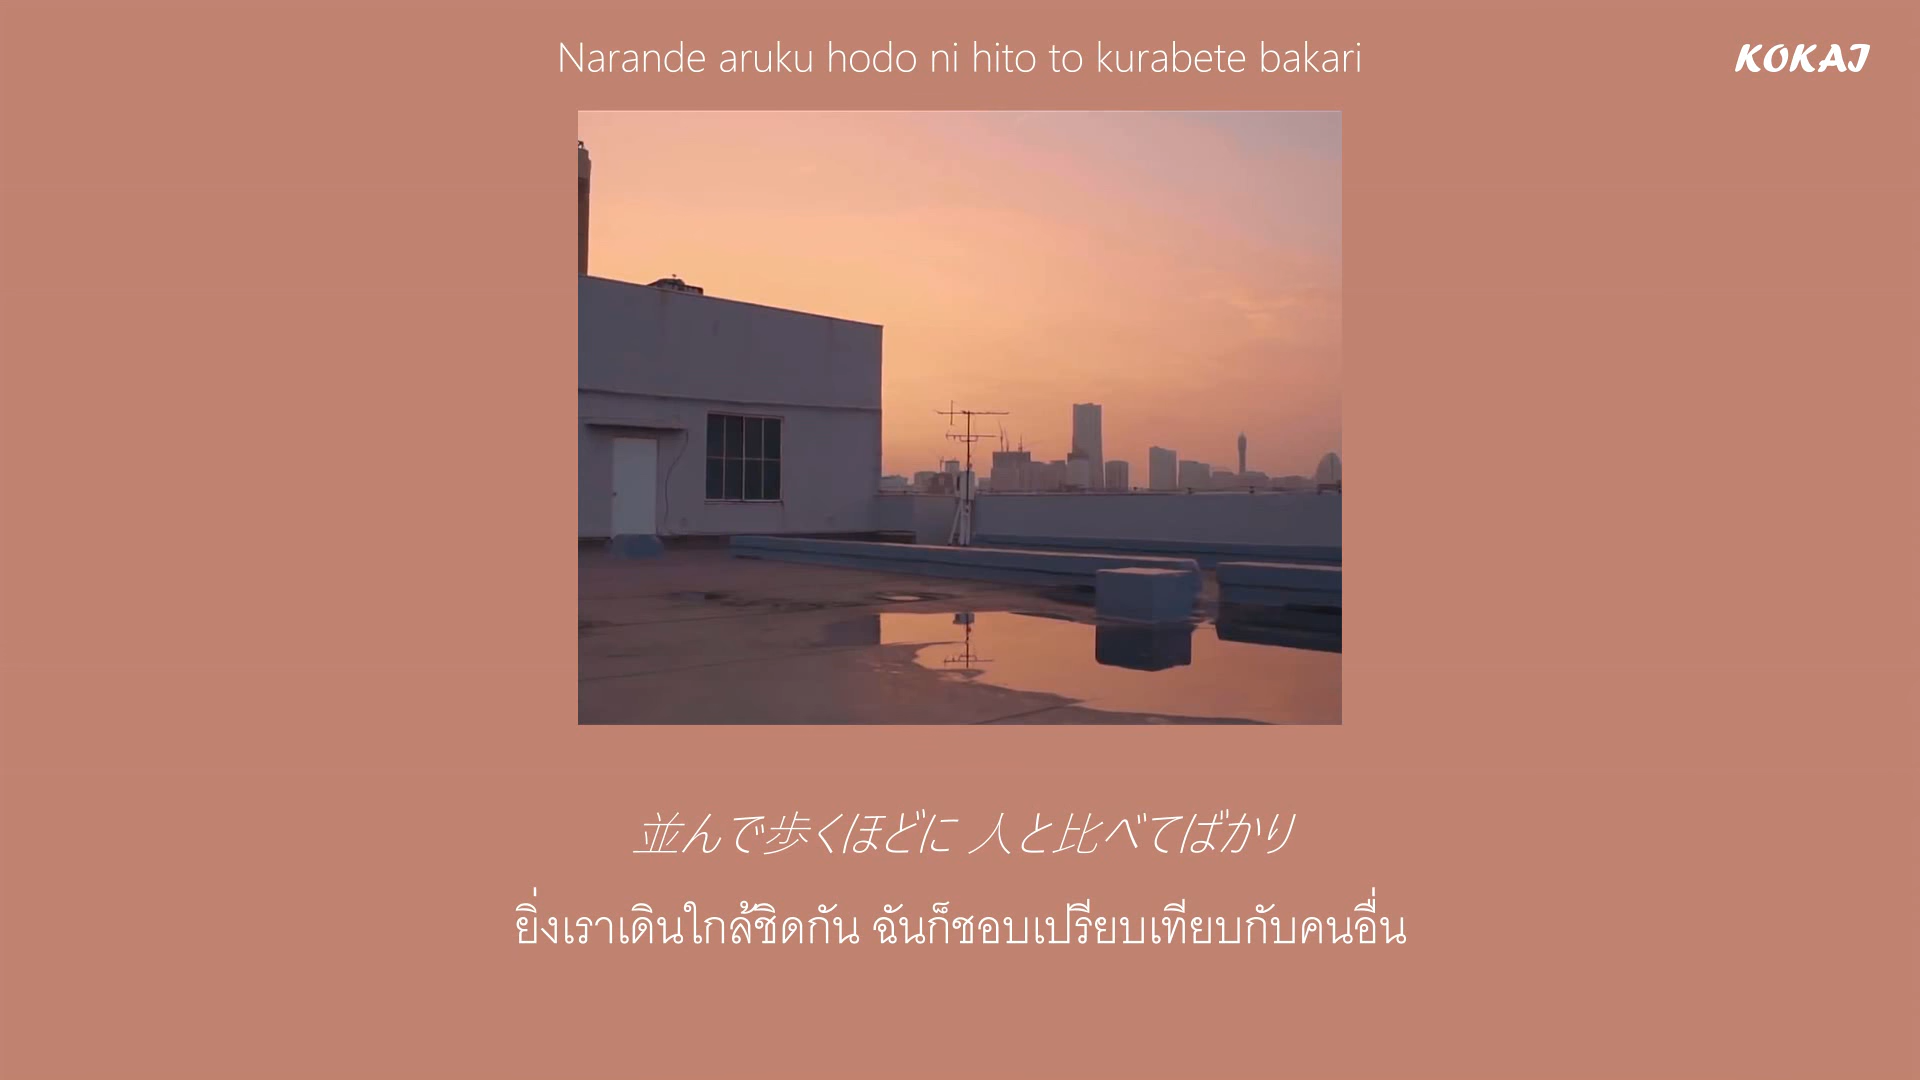 Narande aruku hodo ni hito to kurabete bakari
KOKAI
並んで歩くほどに 人と比べてばかり
ยิ่งเราเดินใกล้ชิดกัน ฉันก็ชอบเปรียบเทียบกับคนอื่น